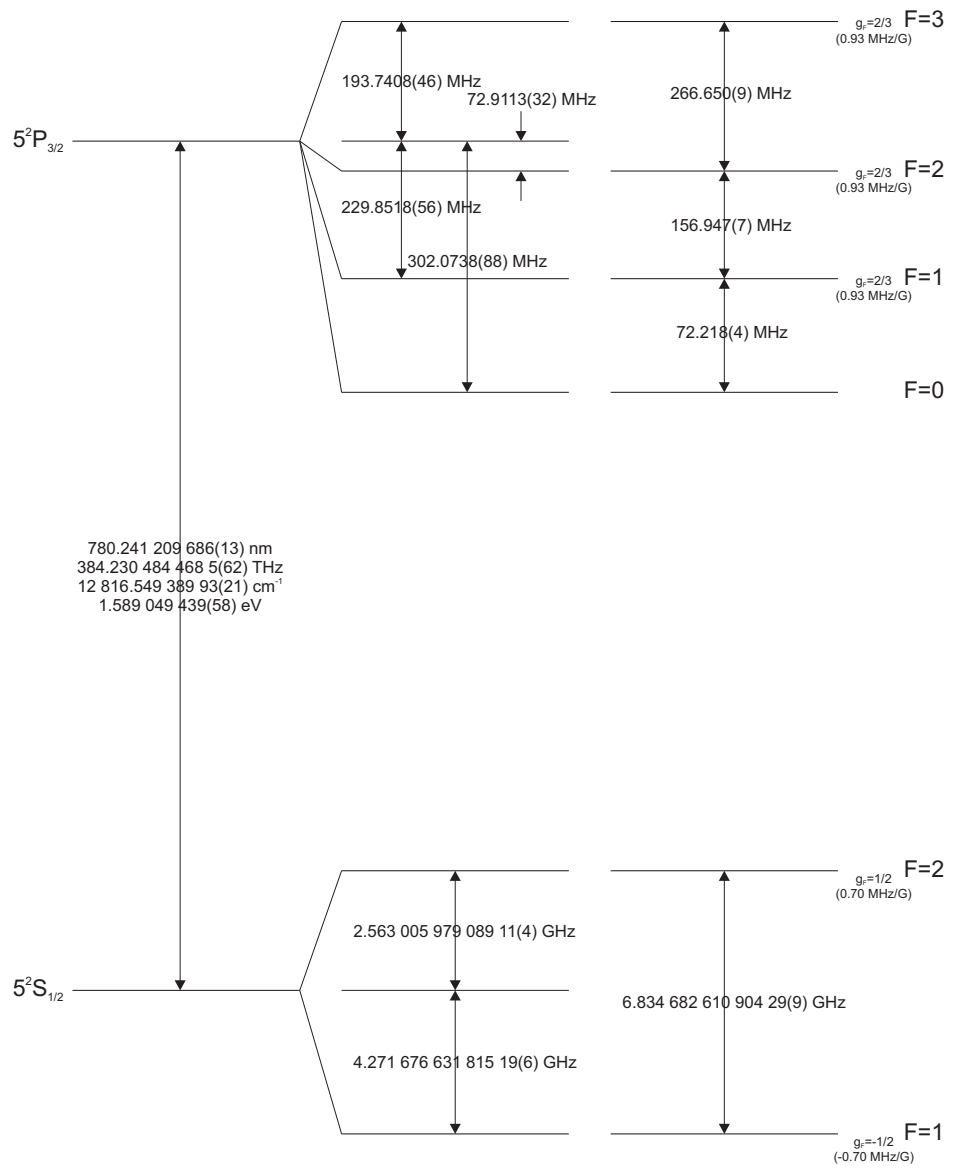 g_F=2/3 F=3
(0.93 MHz/G)
193.7408(46) MHz
72.9113(32) MHz
266.650(9) MHz
5²P₃/₂
g_F=2/3 F=2
(0.93 MHz/G)
229.8518(56) MHz
156.947(7) MHz
302.0738(88) MHz
g_F=2/3 F=1
(0.93 MHz/G)
72.218(4) MHz
F=0
780.241 209 686(13) nm
384.230 484 468 5(62) THz
12 816.549 389 93(21) cm⁻¹
1.589 049 439(58) eV
g_F=1/2 F=2
(0.70 MHz/G)
2.563 005 979 089 11(4) GHz
5²S₁/₂
6.834 682 610 904 29(9) GHz
4.271 676 631 815 19(6) GHz
g_F=-1/2 F=1
(-0.70 MHz/G)